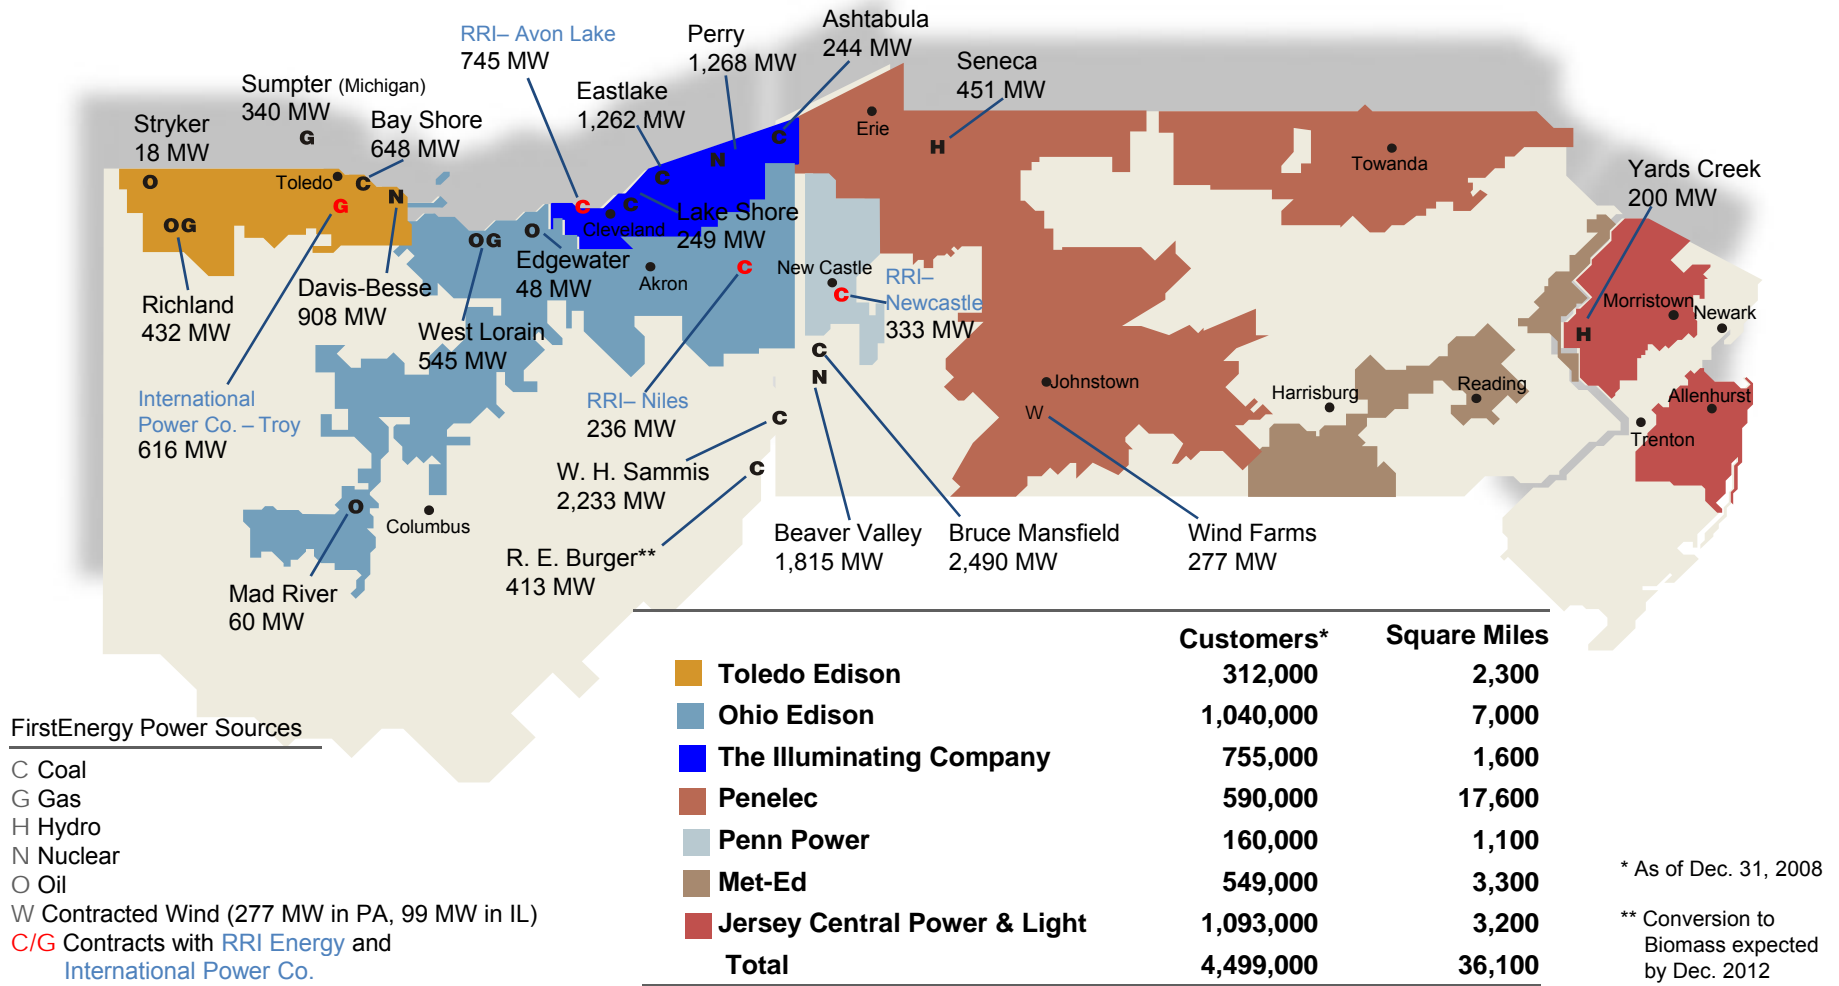 Ashtabula
244 MW
RRI– Avon Lake
745 MW
Perry
1,268 MW
Seneca
451 MW
Sumpter (Michigan)
340 MW
G
Eastlake
1,262 MW
Stryker
18 MW
Bay Shore
648 MW
O
Toledo
C
N
G
OG
C
N
C
C
C
Cleveland
Lake Shore
249 MW
Erie
H
Towanda
Yards Creek
200 MW
OG
O
Edgewater
48 MW
Akron
C
New Castle
C
RRI–
Newcastle
333 MW
Richland
432 MW
Davis-Besse
908 MW
West Lorain
545 MW
Morristown
Newark
H
C
N
International
Power Co. – Troy
616 MW
RRI– Niles
236 MW
Johnstown
W
Harrisburg
Reading
Allenhurst
Trenton
C
C
W. H. Sammis
2,233 MW
O
Columbus
Mad River
60 MW
R. E. Burger**
413 MW
Beaver Valley
1,815 MW
Bruce Mansfield
2,490 MW
Wind Farms
277 MW
Customers* Square Miles
Toledo Edison 312,000 2,300
Ohio Edison 1,040,000 7,000
The Illuminating Company 755,000 1,600
Penelec 590,000 17,600
Penn Power 160,000 1,100
Met-Ed 549,000 3,300
Jersey Central Power & Light 1,093,000 3,200
Total 4,499,000 36,100
FirstEnergy Power Sources
C Coal
G Gas
H Hydro
N Nuclear
O Oil
W Contracted Wind (277 MW in PA, 99 MW in IL)
C/G Contracts with RRI Energy and
International Power Co.
* As of Dec. 31, 2008
** Conversion to
Biomass expected
by Dec. 2012